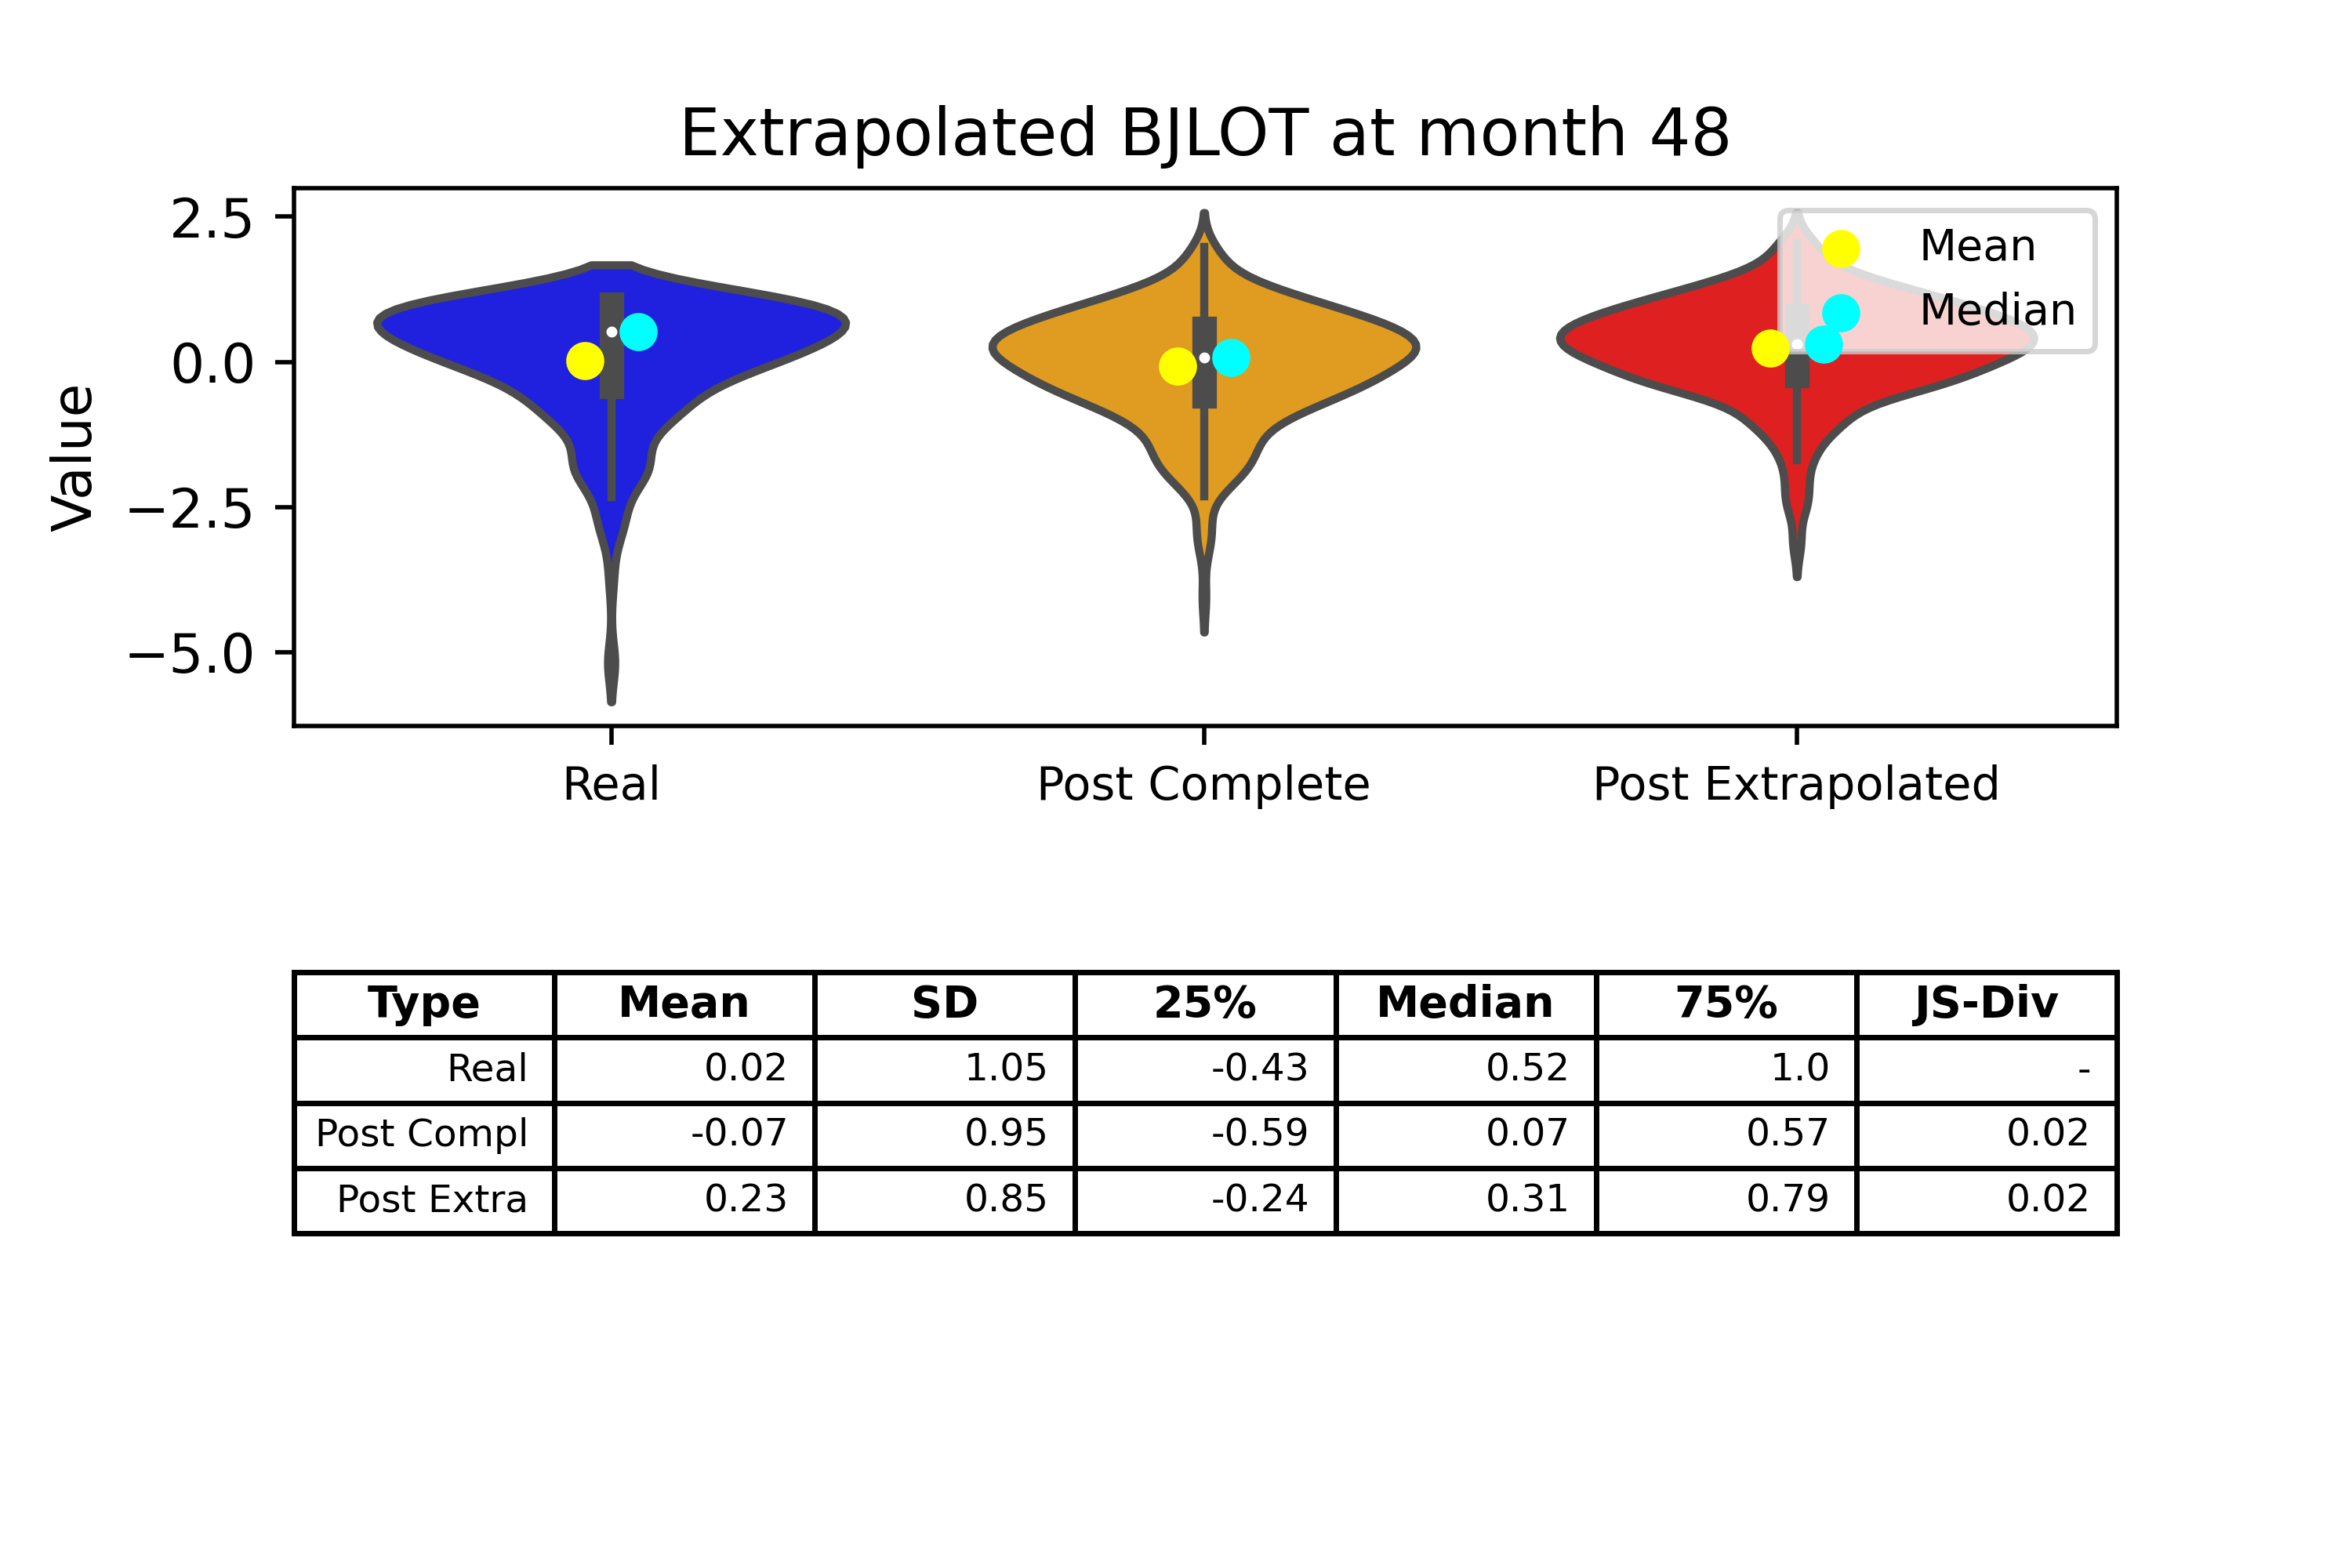 Extrapolated BJLOT at month 48
Value
2.5
0.0
−2.5
−5.0
Mean
Median
Real Post Complete Post Extrapolated
Type Mean SD 25% Median 75% JS-Div
Real 0.02 1.05 -0.43 0.52 1.0 -
Post Compl -0.07 0.95 -0.59 0.07 0.57 0.02
Post Extra 0.23 0.85 -0.24 0.31 0.79 0.02